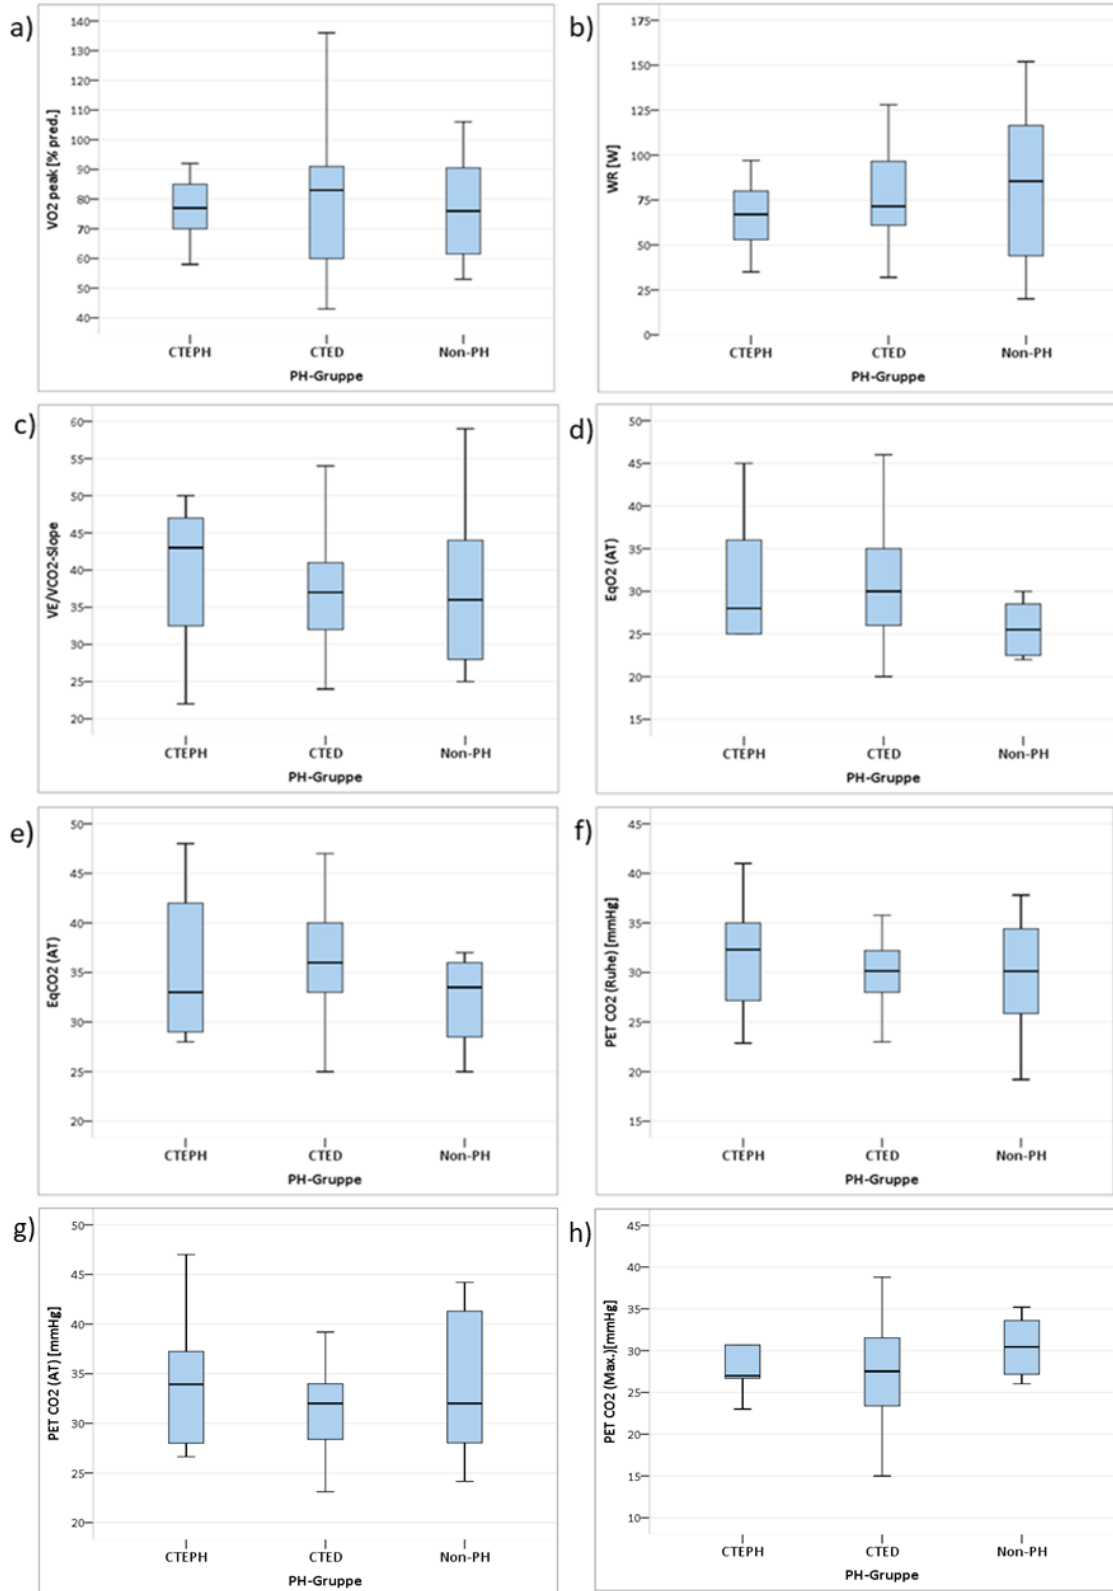 a)
VO2 peak [% pred.]
140
130
120
110
100
90
80
70
60
50
40
CTEPH CTED Non-PH
PH-Gruppe
b)
WR [W]
175
150
125
100
75
50
25
0
CTEPH CTED Non-PH
PH-Gruppe
c)
VE/VCO2-Slope
60
55
50
45
40
35
30
25
20
CTEPH CTED Non-PH
PH-Gruppe
d)
EqO2 (AT)
50
45
40
35
30
25
20
15
CTEPH CTED Non-PH
PH-Gruppe
e)
EqCO2 (AT)
50
45
40
35
30
25
20
CTEPH CTED Non-PH
PH-Gruppe
f)
PET CO2 (Ruhe) [mmHg]
45
40
35
30
25
20
15
CTEPH CTED Non-PH
PH-Gruppe
g)
PET CO2 (AT) [mmHg]
50
45
40
35
30
25
20
CTEPH CTED Non-PH
PH-Gruppe
h)
PET CO2 (Max.)[mmHg]
45
40
35
30
25
20
15
10
CTEPH CTED Non-PH
PH-Gruppe